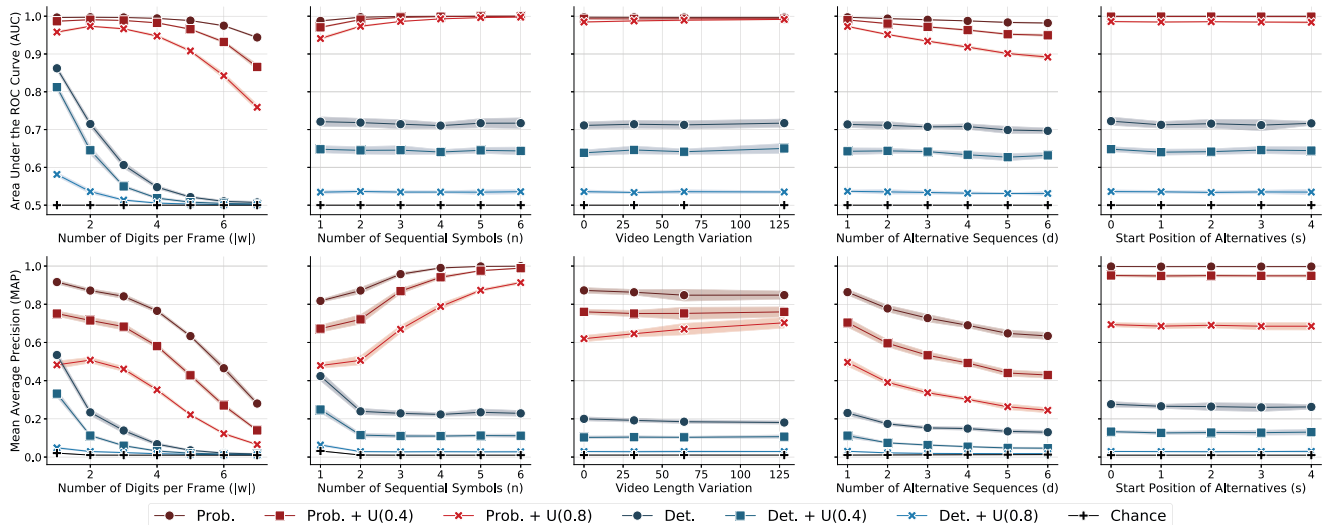 Area Under the ROC Curve (AUC)
1.0
0.9
0.8
0.7
0.6
0.5
2 4 6
Number of Digits per Frame (|w|)
1 2 3 4 5 6
Number of Sequential Symbols (n)
0 25 50 75 100 125
Video Length Variation
1 2 3 4 5 6
Number of Alternative Sequences (d)
0 1 2 3 4
Start Position of Alternatives (s)
Mean Average Precision (MAP)
1.0
0.8
0.6
0.4
0.2
0.0
2 4 6
Number of Digits per Frame (|w|)
1 2 3 4 5 6
Number of Sequential Symbols (n)
0 25 50 75 100 125
Video Length Variation
1 2 3 4 5 6
Number of Alternative Sequences (d)
0 1 2 3 4
Start Position of Alternatives (s)
Prob. Prob. + U(0.4) Prob. + U(0.8) Det. Det. + U(0.4) Det. + U(0.8) Chance